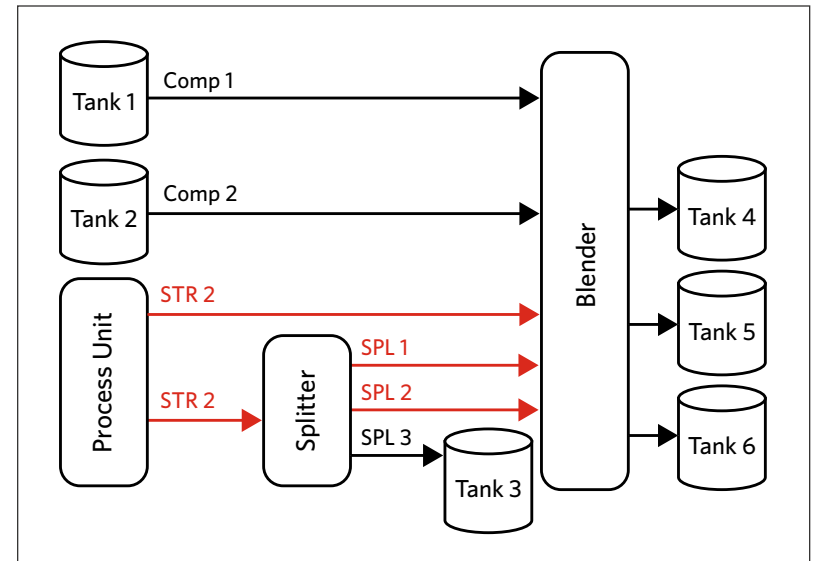 Tank 1
Comp 1
Tank 2
Comp 2
Process Unit
STR 2
STR 2
Splitter
SPL 1
SPL 2
SPL 3
Tank 3
Blender
Tank 4
Tank 5
Tank 6